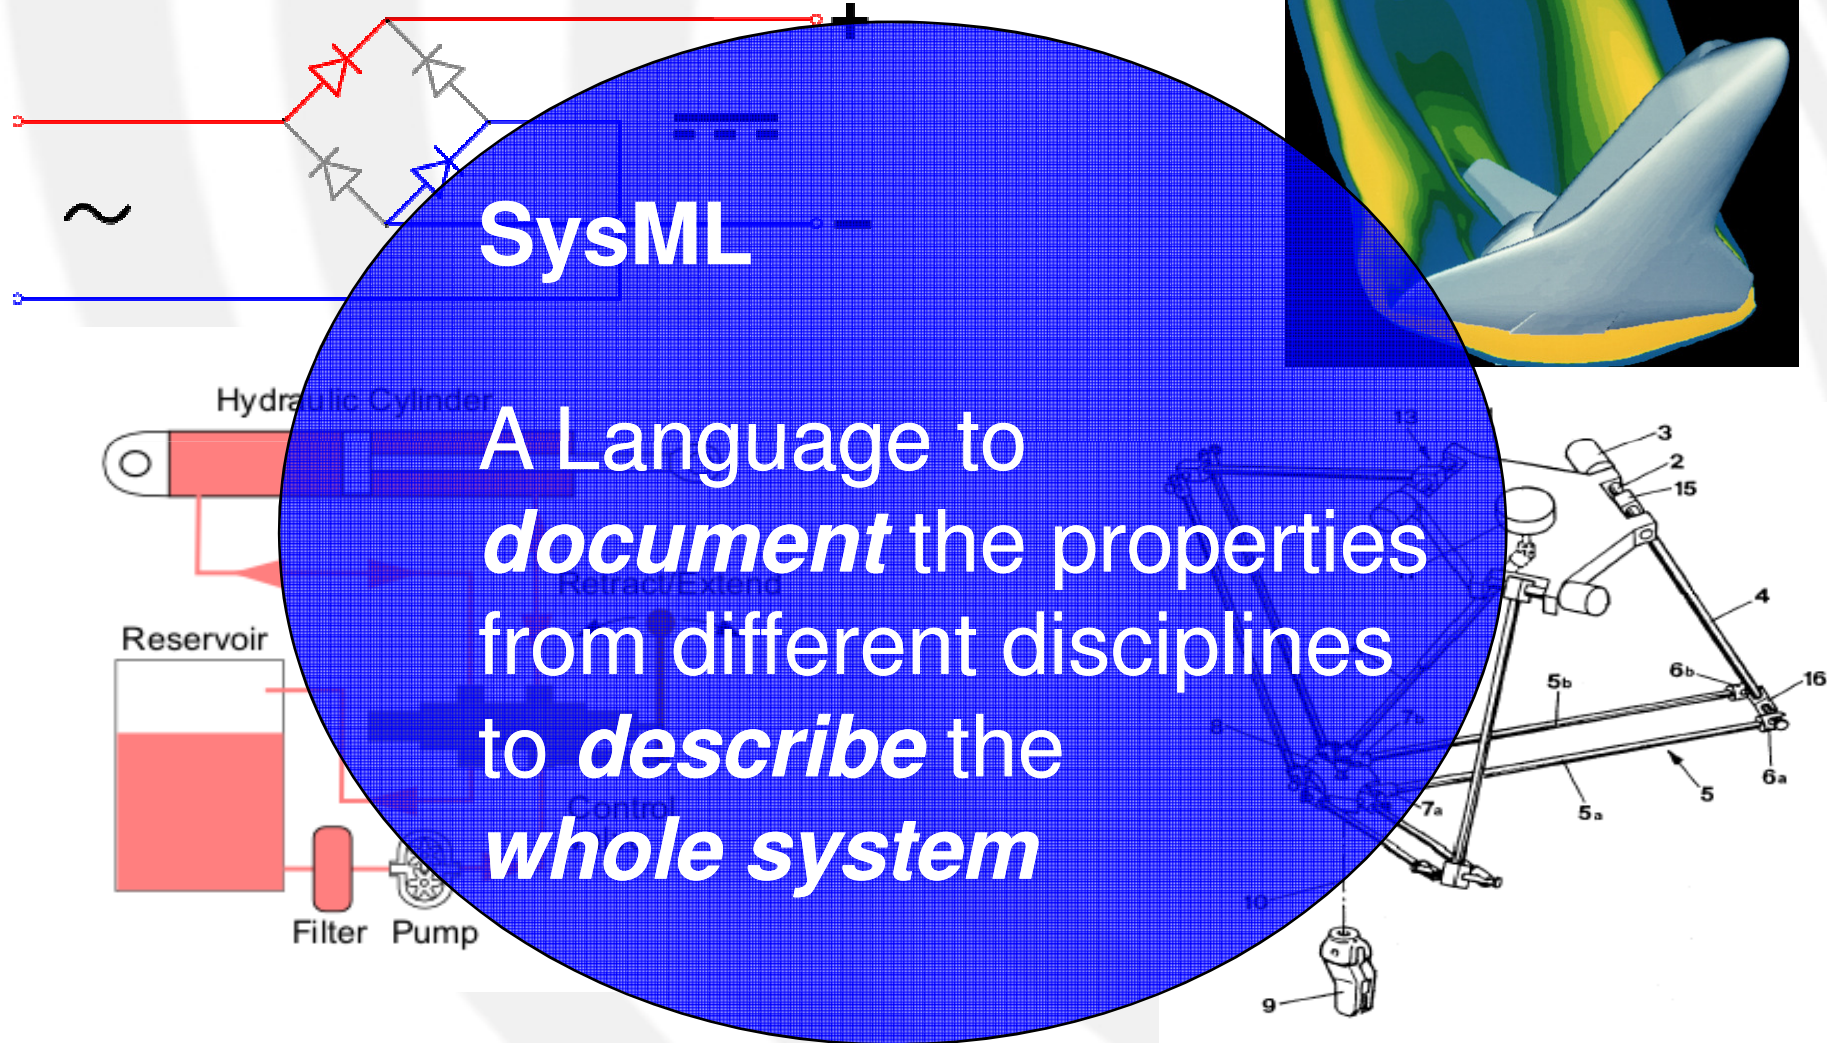 SysML
A Language to
document the properties
from different disciplines
to describe the
whole system
Hydraulic Cylinder
Retract/Extend
Reservoir
Control
Filter Pump
13
3
2
15
4
5b
6b
16
8
7b
6a
5
5a
7a
10
9